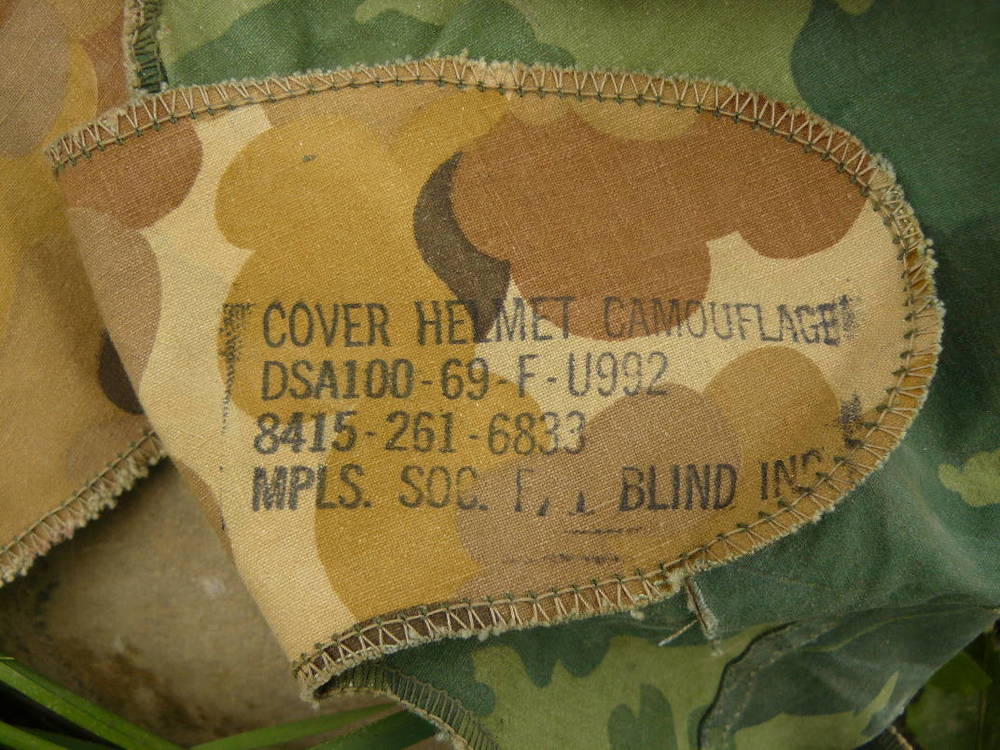 COVER HELMET CAMOUFLAGE
DSA100-69-F-U992
8415-261-6833
MPLS. SOC. BLIND INC.